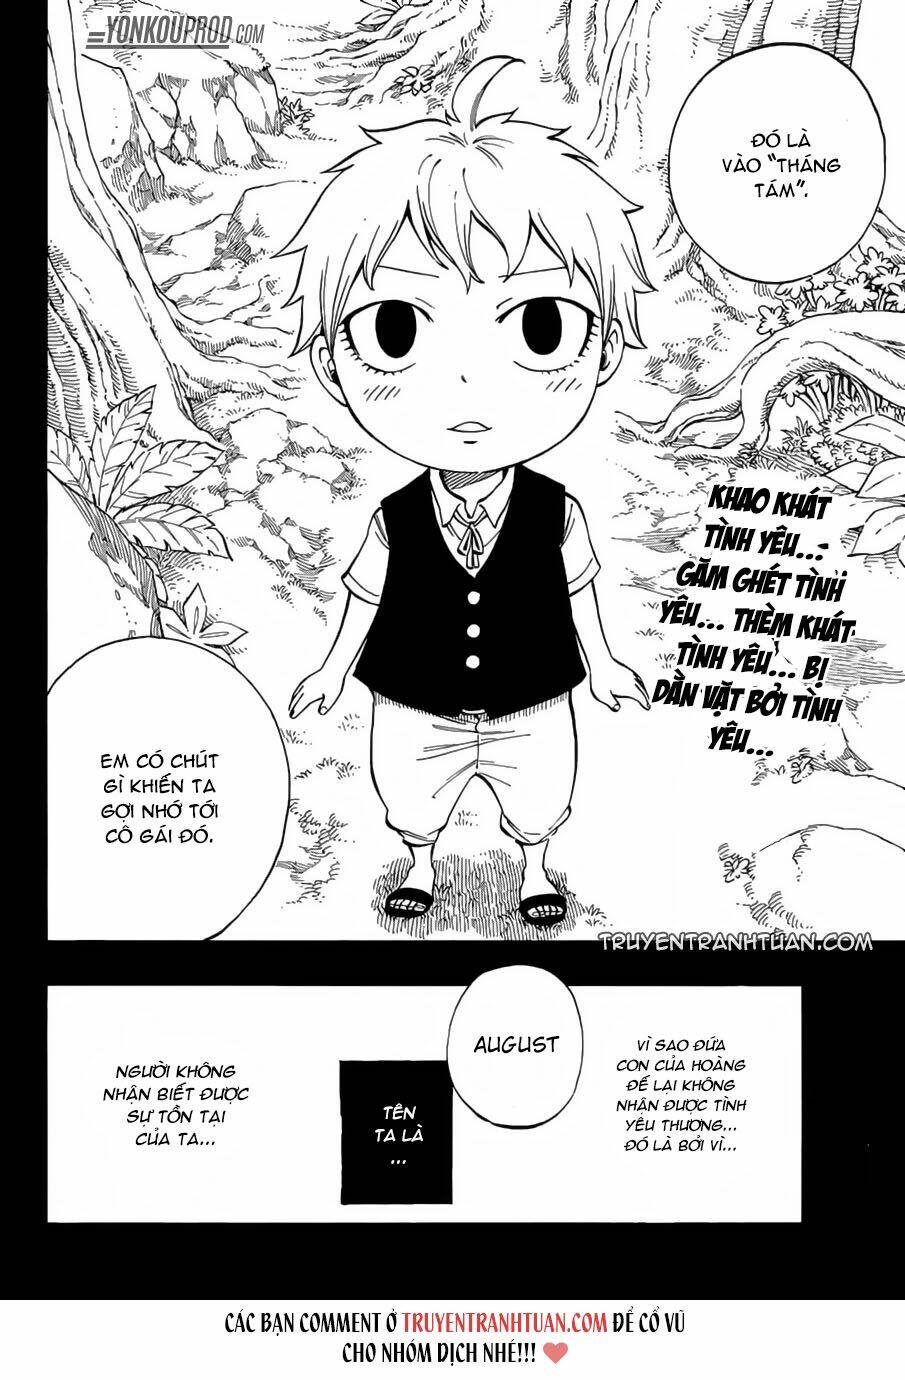 YONKOUPROD.COM
ĐÓ LÀ
VÀO "THÁNG
TÁM".
KHAO KHÁT
TÌNH YÊU...
GĂM GHÉT TÌNH
YÊU... THÈM KHÁT
TÌNH YÊU... BỊ
DẰN VẶT BỞI TÌNH
YÊU...
EM CÓ CHÚT
GÌ KHIẾN TA
GỢI NHỚ TỚI
CÔ GÁI ĐÓ.
TRUYENTRANHTUAN.COM
VÌ SAO ĐỨA
CON CỦA HOÀNG
ĐẾ LẠI KHÔNG
NHẬN ĐƯỢC TÌNH
YÊU THƯƠNG...
ĐÓ LÀ BỞI VÌ...
AUGUST
TÊN
TA LÀ
...
NGƯỜI KHÔNG
NHẬN BIẾT ĐƯỢC
SỰ TỒN TẠI
CỦA TA...
CÁC BẠN COMMENT Ở TRUYENTRANHTUAN.COM ĐỂ CỔ VŨ
CHO NHÓM DỊCH NHÉ!!! ❤